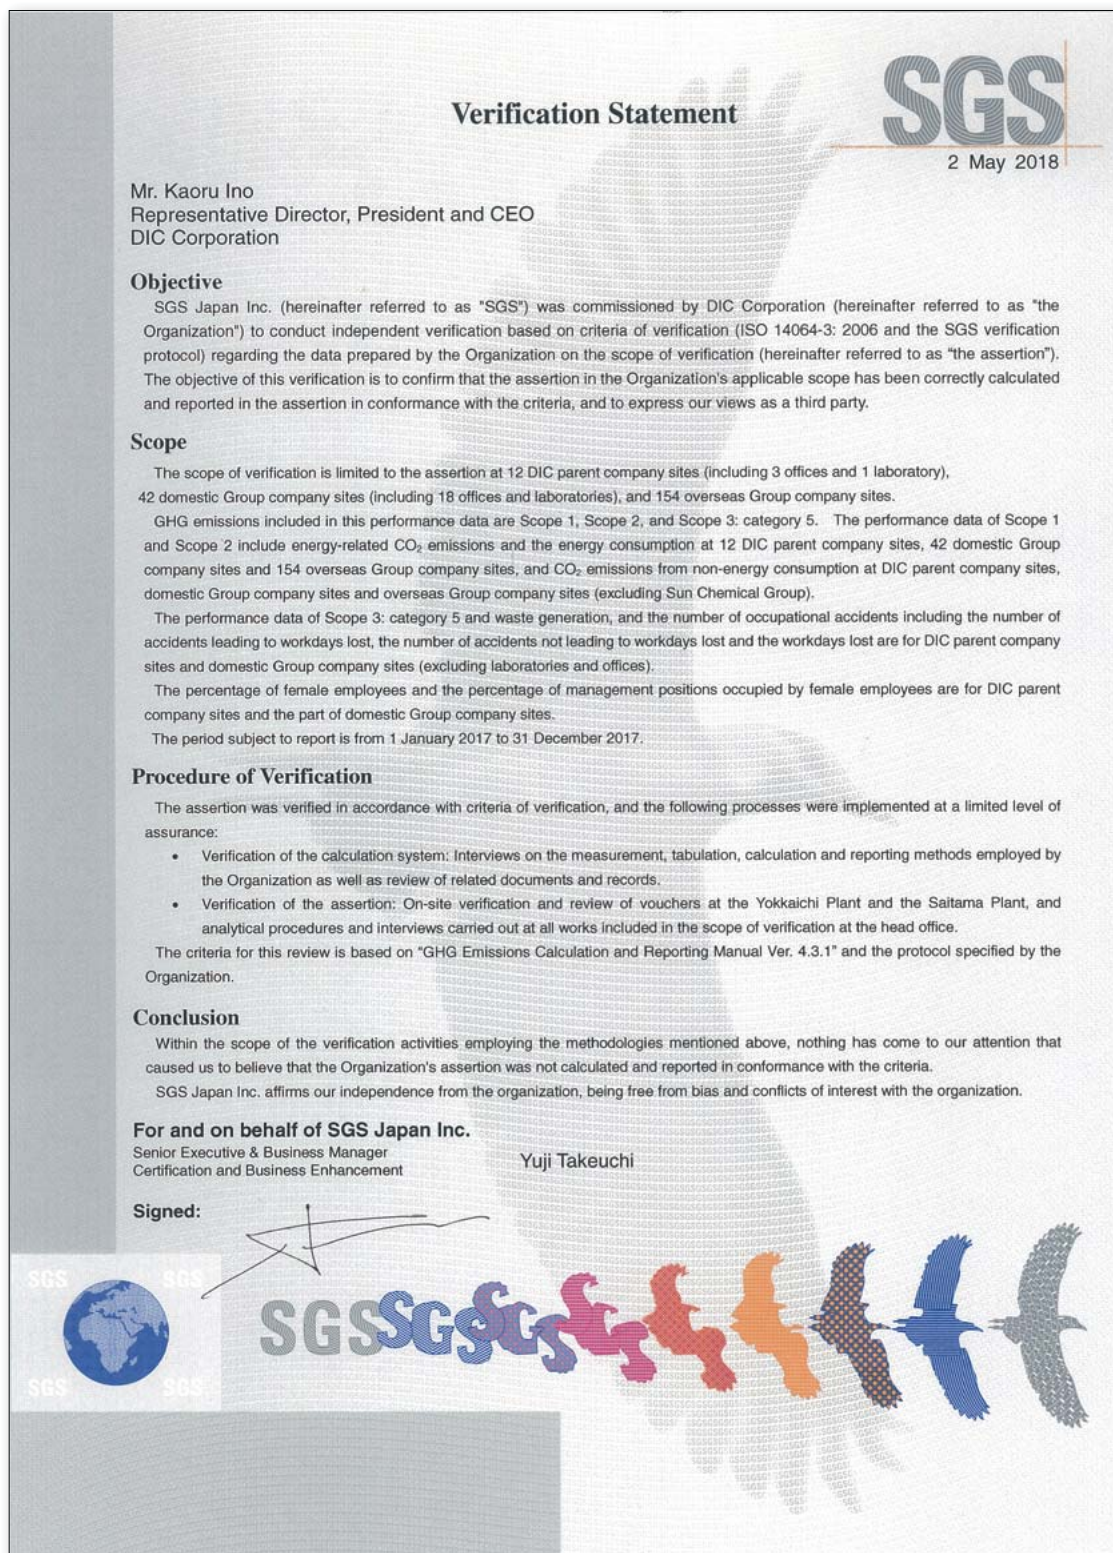 Verification Statement
SGS
2 May 2018
Mr. Kaoru Ino
Representative Director, President and CEO
DIC Corporation
Objective
SGS Japan Inc. (hereinafter referred to as "SGS") was commissioned by DIC Corporation (hereinafter referred to as "the
Organization") to conduct independent verification based on criteria of verification (ISO 14064-3: 2006 and the SGS verification
protocol) regarding the data prepared by the Organization on the scope of verification (hereinafter referred to as "the assertion").
The objective of this verification is to confirm that the assertion in the Organization's applicable scope has been correctly calculated
and reported in the assertion in conformance with the criteria, and to express our views as a third party.
Scope
The scope of verification is limited to the assertion at 12 DIC parent company sites (including 3 offices and 1 laboratory),
42 domestic Group company sites (including 18 offices and laboratories), and 154 overseas Group company sites.
GHG emissions included in this performance data are Scope 1, Scope 2, and Scope 3: category 5. The performance data of Scope 1
and Scope 2 include energy-related CO₂ emissions and the energy consumption at 12 DIC parent company sites, 42 domestic Group
company sites and 154 overseas Group company sites, and CO₂ emissions from non-energy consumption at DIC parent company sites,
domestic Group company sites and overseas Group company sites (excluding Sun Chemical Group).
The performance data of Scope 3: category 5 and waste generation, and the number of occupational accidents including the number of
accidents leading to workdays lost, the number of accidents not leading to workdays lost and the workdays lost are for DIC parent company
sites and domestic Group company sites (excluding laboratories and offices).
The percentage of female employees and the percentage of management positions occupied by female employees are for DIC parent
company sites and the part of domestic Group company sites.
The period subject to report is from 1 January 2017 to 31 December 2017.
Procedure of Verification
The assertion was verified in accordance with criteria of verification, and the following processes were implemented at a limited level of
assurance:
• Verification of the calculation system: Interviews on the measurement, tabulation, calculation and reporting methods employed by
the Organization as well as review of related documents and records.
• Verification of the assertion: On-site verification and review of vouchers at the Yokkaichi Plant and the Saitama Plant, and
analytical procedures and interviews carried out at all works included in the scope of verification at the head office.
The criteria for this review is based on "GHG Emissions Calculation and Reporting Manual Ver. 4.3.1" and the protocol specified by the
Organization.
Conclusion
Within the scope of the verification activities employing the methodologies mentioned above, nothing has come to our attention that
caused us to believe that the Organization's assertion was not calculated and reported in conformance with the criteria.
SGS Japan Inc. affirms our independence from the organization, being free from bias and conflicts of interest with the organization.
For and on behalf of SGS Japan Inc.
Senior Executive & Business Manager
Certification and Business Enhancement
Yuji Takeuchi
Signed:
SGS SGS
SGS SGS
SGS SGS SGS